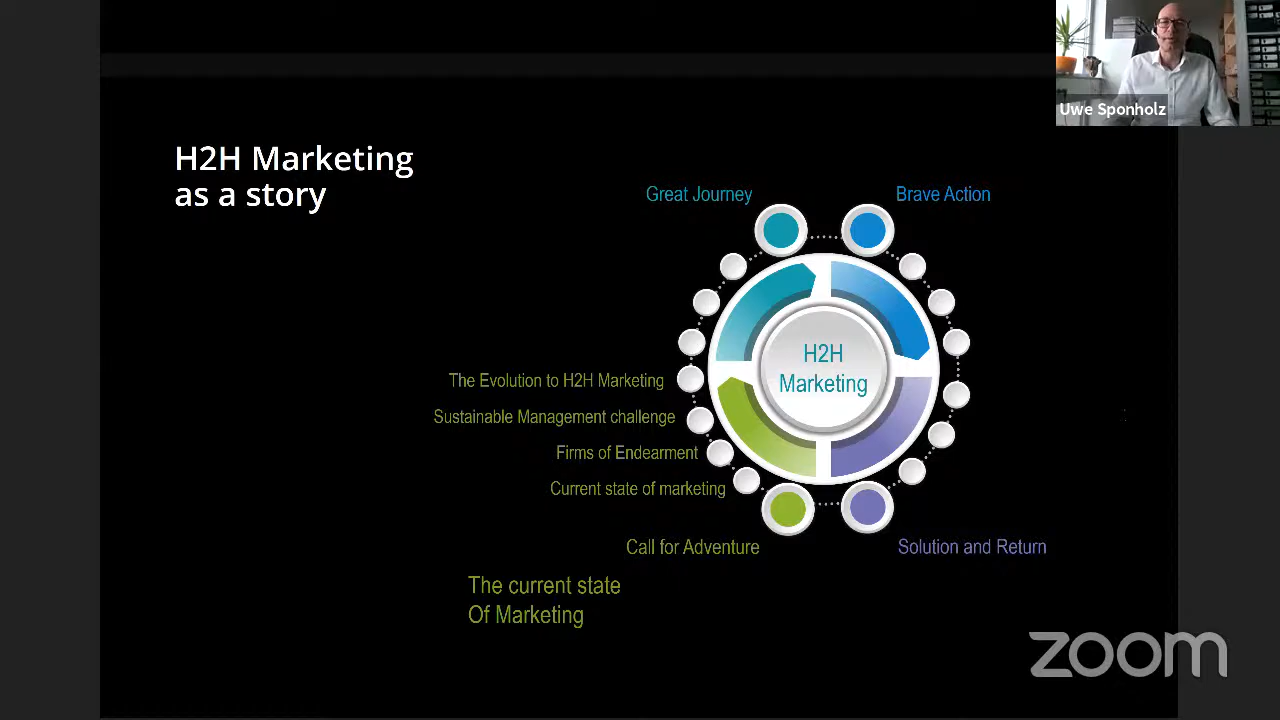 Uwe Sponholz
H2H Marketing
as a story
Great Journey
Brave Action
H2H
Marketing
The Evolution to H2H Marketing
Sustainable Management challenge
Firms of Endearment
Current state of marketing
Call for Adventure
Solution and Return
The current state
Of Marketing
zoom